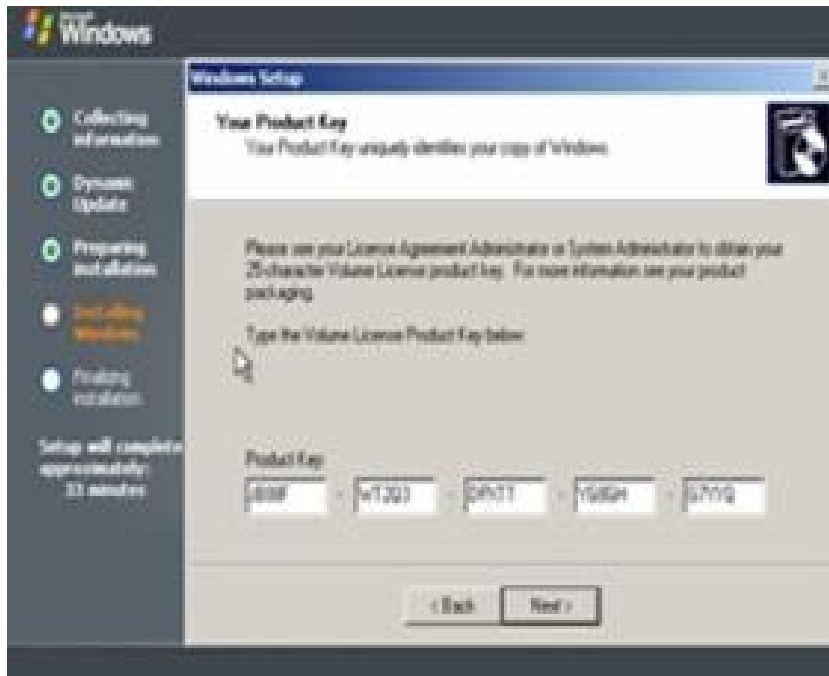 Microsoft
Windows
Windows Setup
Collecting
information
Dynamic
Update
Preparing
installation
Installing
Windows
Finalizing
installation
Setup will complete
approximately:
33 minutes
Your Product Key
Your Product Key uniquely identifies your copy of Windows.
Please see your License Agreement Administrator or System Administrator to obtain your
25-character Volume License product key. For more information see your product
packaging.
Type the Volume License Product Key below:
Product Key:
< Back
Next >